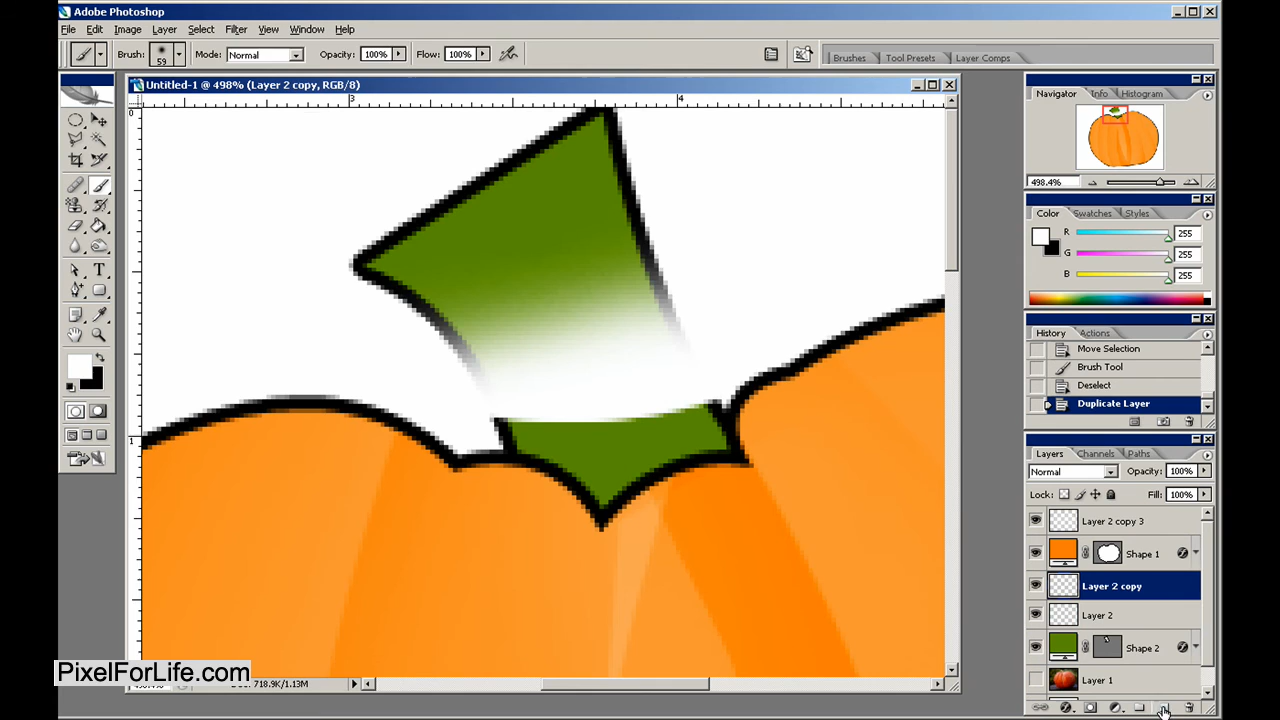 Adobe Photoshop
File Edit Image Layer Select Filter View Window Help
Brush: 59 Mode: Normal Opacity: 100% Flow: 100% Brushes Tool Presets Layer Comps
Untitled-1 @ 498% (Layer 2 copy, RGB/8)
3 4
0
1
Navigator Info Histogram
498.4%
Color Swatches Styles
R 255
G 255
B 255
History Actions
Move Selection
Brush Tool
Deselect
Duplicate Layer
Layers Channels Paths
Normal Opacity: 100%
Lock: Fill: 100%
Layer 2 copy 3
Shape 1
Layer 2 copy
Layer 2
Shape 2
Layer 1
PixelForLife.com
718.9K/1.13M